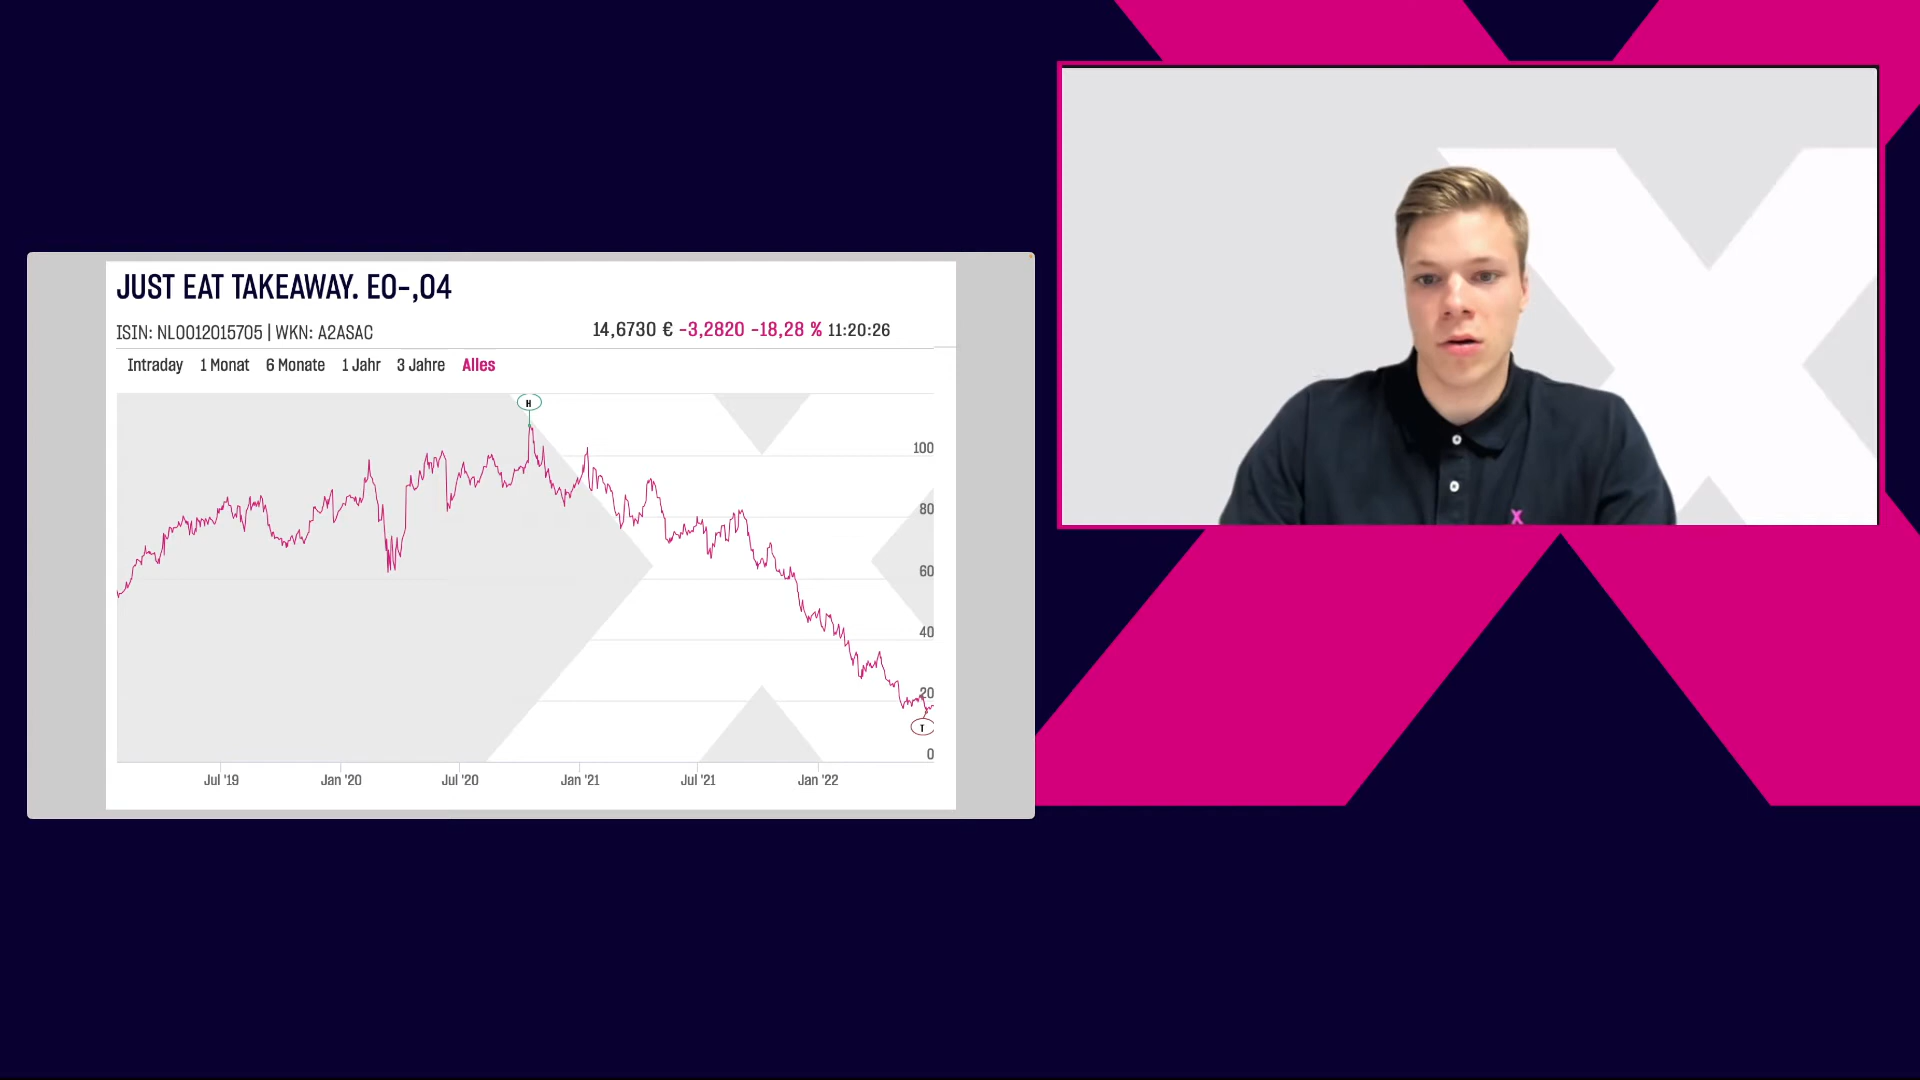 JUST EAT TAKEAWAY. EO-,04
ISIN: NL0012015705 | WKN: A2ASAC
14,6730 € -3,2820 -18,28 % 11:20:26
Intraday 1 Monat 6 Monate 1 Jahr 3 Jahre Alles
H
100
80
60
40
20
T
0
Jul '19 Jan '20 Jul '20 Jan '21 Jul '21 Jan '22
X